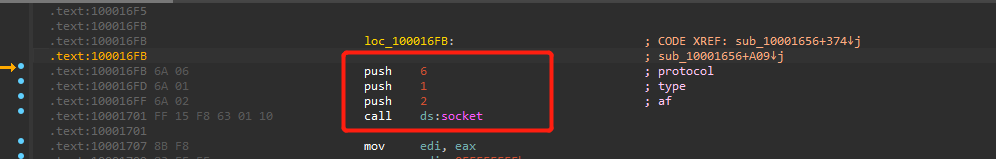 .text:100016F5
.text:100016FB
.text:100016FB loc_100016FB: ; CODE XREF: sub_10001656+374↓j
.text:100016FB ; sub_10001656+A09↓j
.text:100016FB 6A 06 push 6 ; protocol
.text:100016FD 6A 01 push 1 ; type
.text:100016FF 6A 02 push 2 ; af
.text:10001701 FF 15 F8 63 01 10 call ds:socket
.text:10001701
.text:10001707 8B F8 mov edi, eax